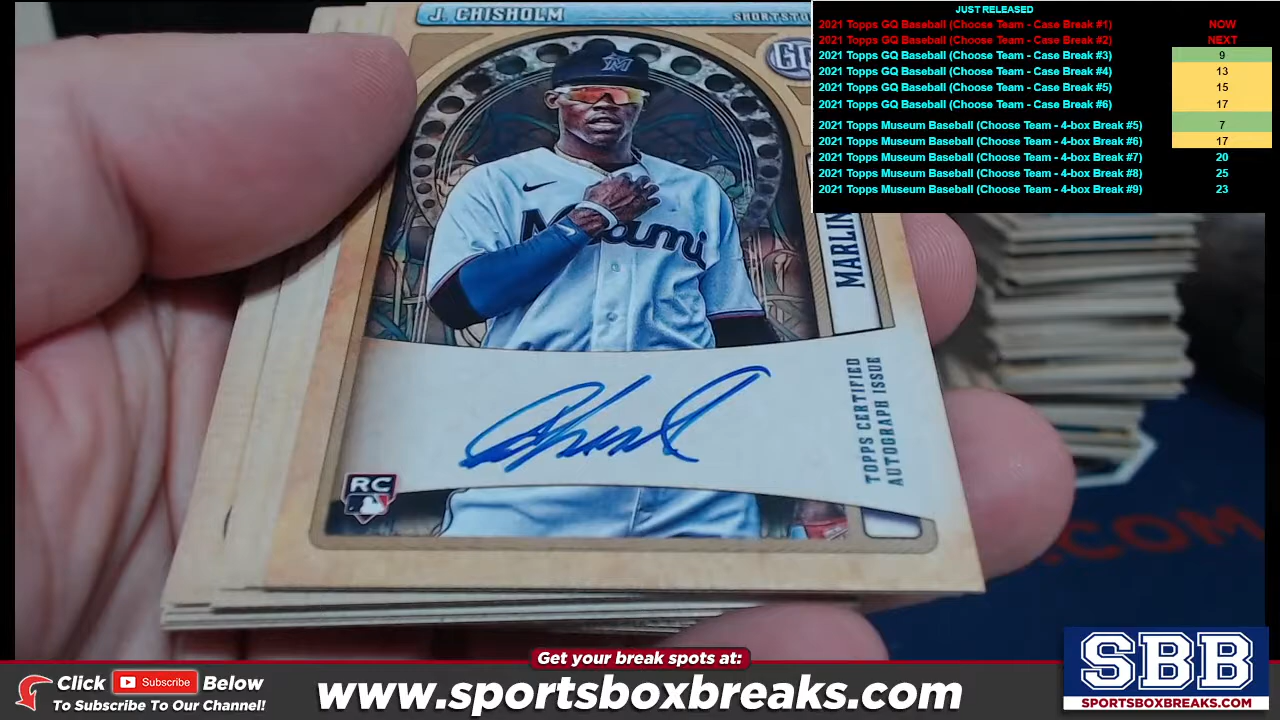 J. CHISHOLM
SHORTSTO
GQ
M
Miami
MARLIN
TOPPS CERTIFIED
AUTOGRAPH ISSUE
RC
JUST RELEASED
2021 Topps GQ Baseball (Choose Team - Case Break #1) NOW
2021 Topps GQ Baseball (Choose Team - Case Break #2) NEXT
2021 Topps GQ Baseball (Choose Team - Case Break #3) 9
2021 Topps GQ Baseball (Choose Team - Case Break #4) 13
2021 Topps GQ Baseball (Choose Team - Case Break #5) 15
2021 Topps GQ Baseball (Choose Team - Case Break #6) 17
2021 Topps Museum Baseball (Choose Team - 4-box Break #5) 7
2021 Topps Museum Baseball (Choose Team - 4-box Break #6) 17
2021 Topps Museum Baseball (Choose Team - 4-box Break #7) 20
2021 Topps Museum Baseball (Choose Team - 4-box Break #8) 25
2021 Topps Museum Baseball (Choose Team - 4-box Break #9) 23
.COM
Get your break spots at:
Click Subscribe Below
To Subscribe To Our Channel!
www.sportsboxbreaks.com
SBB
SPORTSBOXBREAKS.COM